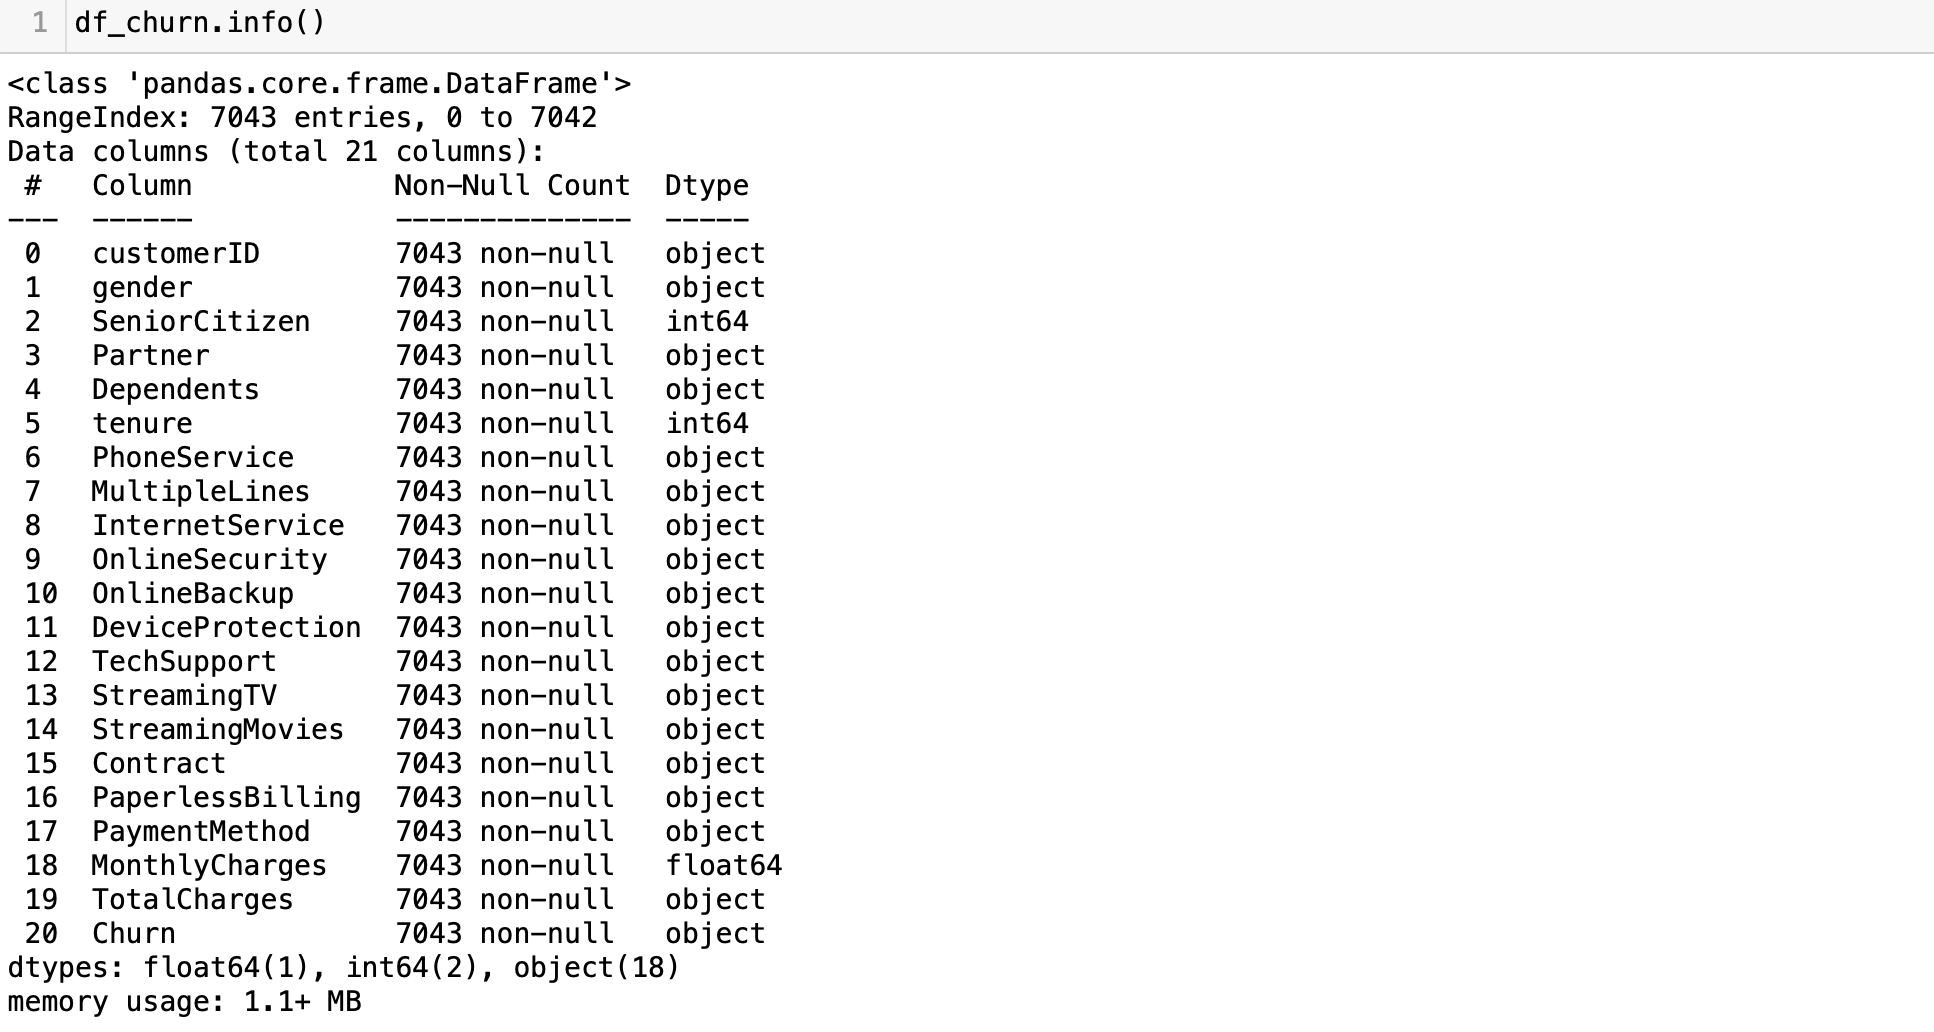 1 df_churn.info()
<class 'pandas.core.frame.DataFrame'>
RangeIndex: 7043 entries, 0 to 7042
Data columns (total 21 columns):
 #   Column            Non-Null Count  Dtype
---  ------            --------------  -----
 0   customerID        7043 non-null   object
 1   gender            7043 non-null   object
 2   SeniorCitizen     7043 non-null   int64
 3   Partner           7043 non-null   object
 4   Dependents        7043 non-null   object
 5   tenure            7043 non-null   int64
 6   PhoneService      7043 non-null   object
 7   MultipleLines     7043 non-null   object
 8   InternetService   7043 non-null   object
 9   OnlineSecurity    7043 non-null   object
 10  OnlineBackup      7043 non-null   object
 11  DeviceProtection  7043 non-null   object
 12  TechSupport       7043 non-null   object
 13  StreamingTV       7043 non-null   object
 14  StreamingMovies   7043 non-null   object
 15  Contract          7043 non-null   object
 16  PaperlessBilling  7043 non-null   object
 17  PaymentMethod     7043 non-null   object
 18  MonthlyCharges    7043 non-null   float64
 19  TotalCharges      7043 non-null   object
 20  Churn             7043 non-null   object
dtypes: float64(1), int64(2), object(18)
memory usage: 1.1+ MB